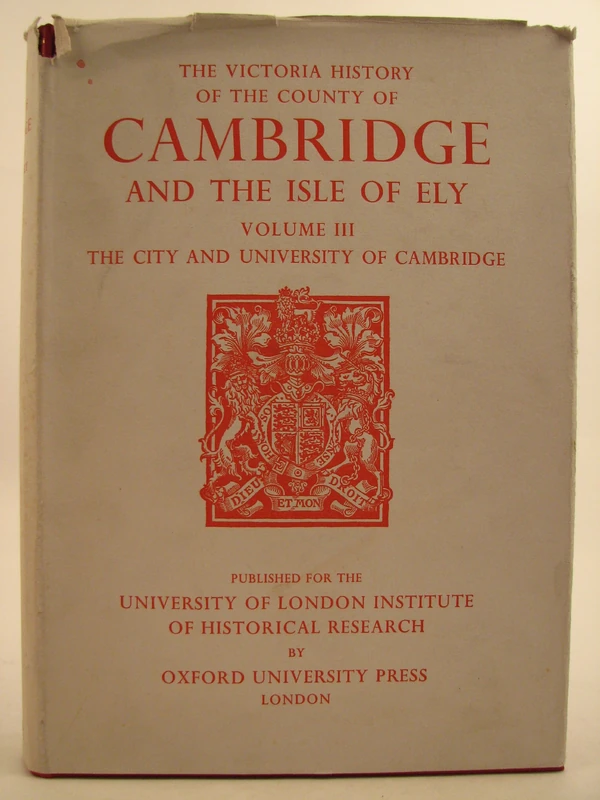 THE VICTORIA HISTORY
OF THE COUNTY OF
CAMBRIDGE
AND THE ISLE OF ELY
VOLUME III
THE CITY AND UNIVERSITY OF CAMBRIDGE
DIEU ET MON DROIT
PUBLISHED FOR THE
UNIVERSITY OF LONDON INSTITUTE
OF HISTORICAL RESEARCH
BY
OXFORD UNIVERSITY PRESS
LONDON